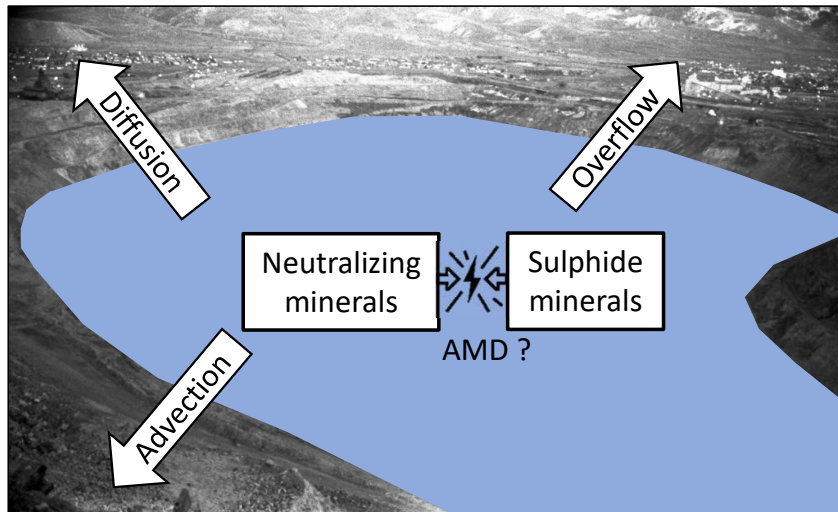 Diffusion
Overflow
Neutralizing
minerals
Sulphide
minerals
AMD ?
Advection